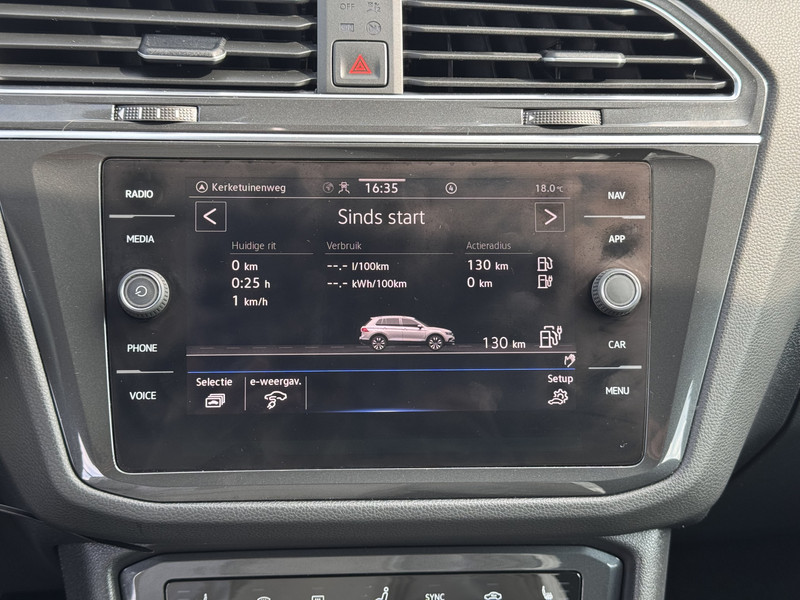 OFF
RADIO
MEDIA
PHONE
VOICE
Kerketuinenweg 16:35 4 18.0°C
< Sinds start >
Huidige rit Verbruik Actieradius
0 km --.- l/100km 130 km
0:25 h --.- kWh/100km 0 km
1 km/h
130 km
Selectie e-weergav. Setup
NAV
APP
CAR
MENU
SYNC